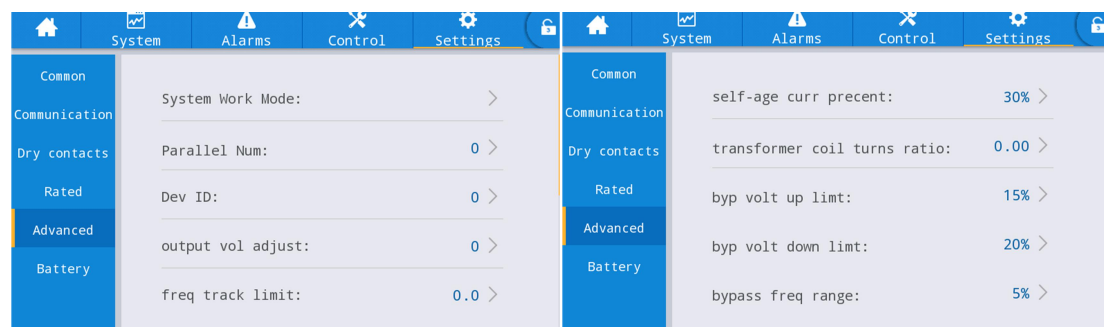 System Alarms Control Settings 3
Common
Communication
Dry contacts
Rated
Advanced
Battery
System Work Mode: >
Parallel Num: 0 >
Dev ID: 0 >
output vol adjust: 0 >
freq track limit: 0.0 >
System Alarms Control Settings 3
Common
Communication
Dry contacts
Rated
Advanced
Battery
self-age curr precent: 30% >
transformer coil turns ratio: 0.00 >
byp volt up limt: 15% >
byp volt down limt: 20% >
bypass freq range: 5% >